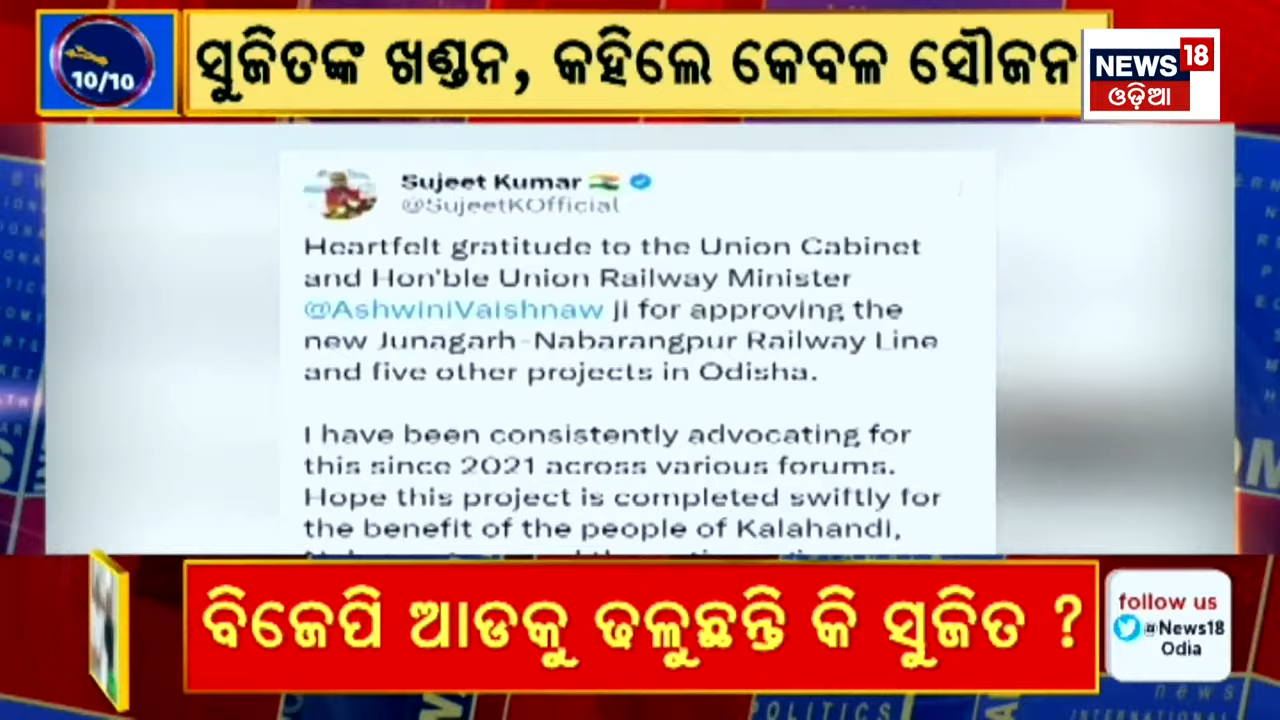 10/10
ସୁଜିତଙ୍କ ଖଣ୍ଡନ, କହିଲେ କେବଳ ସୌଜନ
NEWS 18
ଓଡ଼ିଆ
Sujeet Kumar
@SujeetKOfficial
Heartfelt gratitude to the Union Cabinet
and Hon'ble Union Railway Minister
@AshwiniVaishnaw ji for approving the
new Junagarh-Nabarangpur Railway Line
and five other projects in Odisha.
I have been consistently advocating for
this since 2021 across various forums.
Hope this project is completed swiftly for
the benefit of the people of Kalahandi,
ବିଜେପି ଆଡକୁ ଢଳୁଛନ୍ତି କି ସୁଜିତ ?
follow us
@News18
Odia
news
POLITICS
INTERNATIONAL